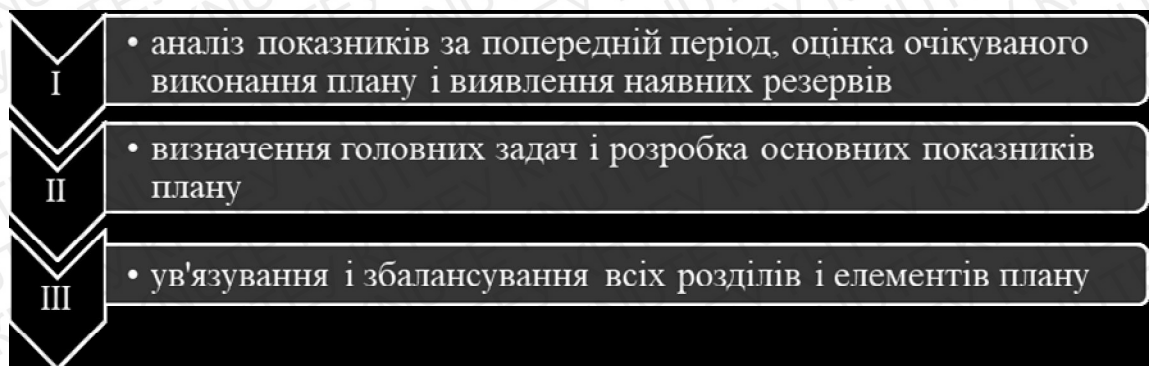 I
• аналіз показників за попередній період, оцінка очікуваного
виконання плану і виявлення наявних резервів
II
• визначення головних задач і розробка основних показників
плану
III
• ув'язування і збалансування всіх розділів і елементів плану